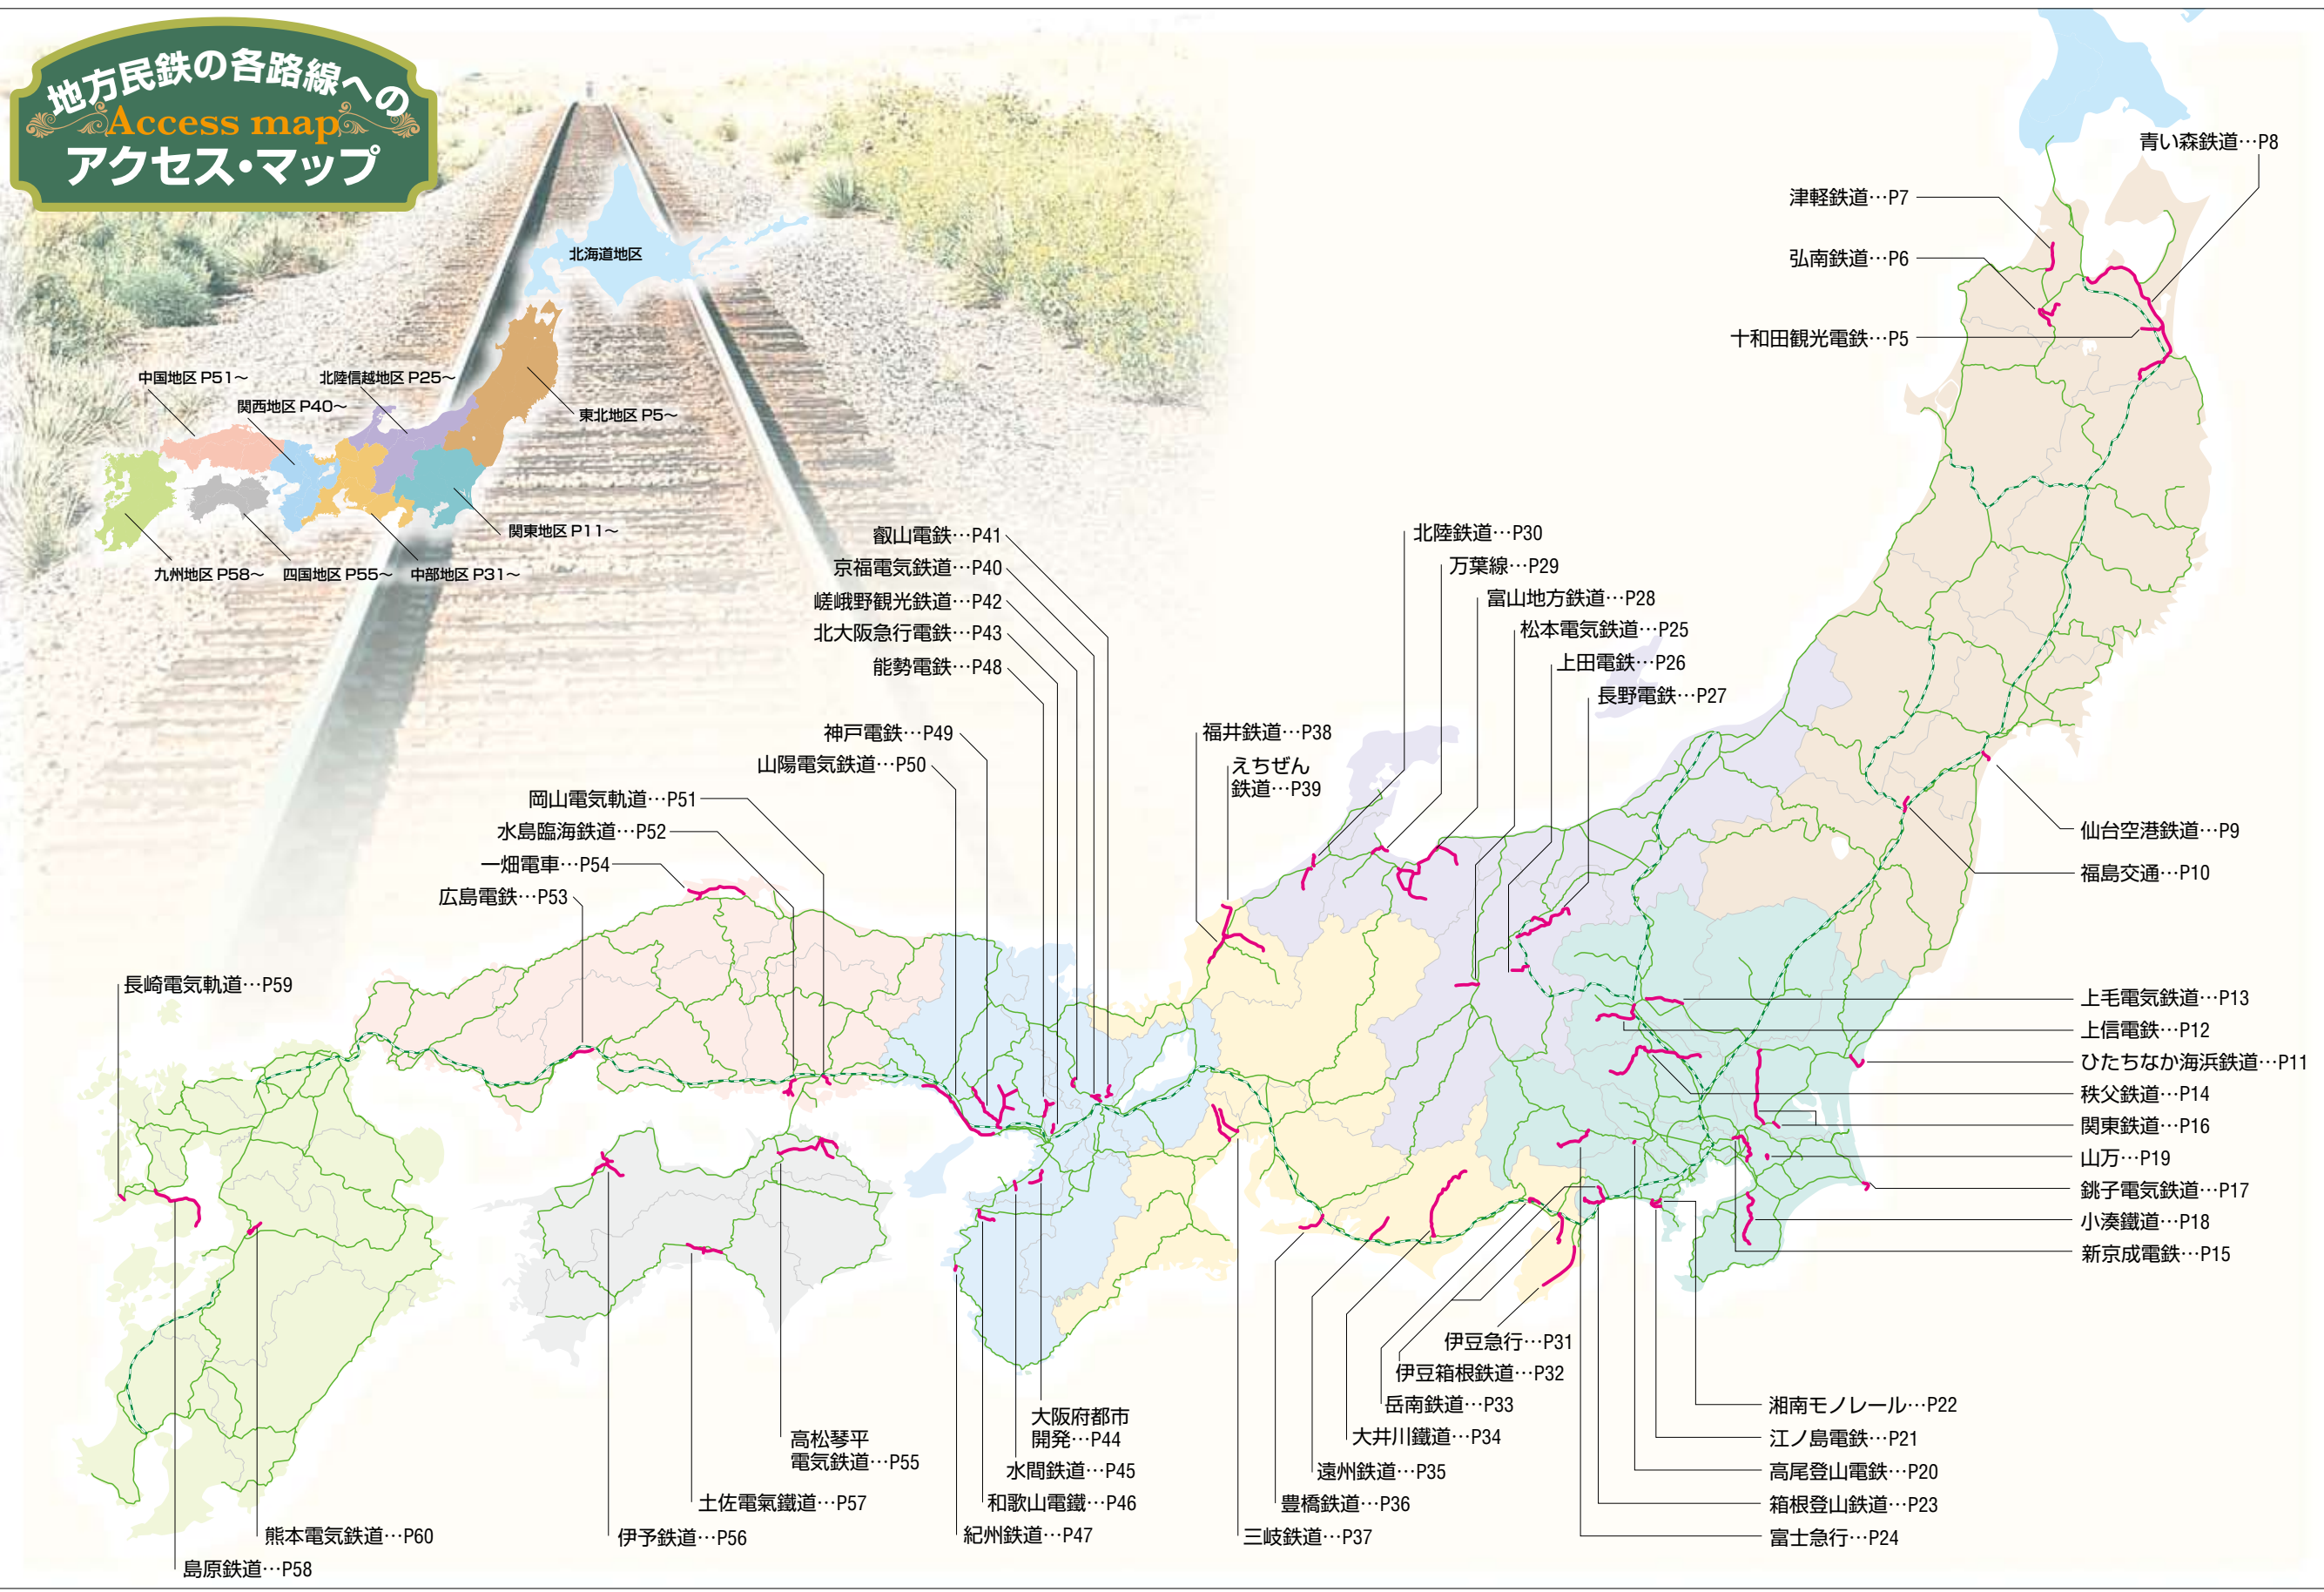 地方民鉄の各路線への
Access map
アクセス・マップ
北海道地区
中国地区 P51～
北陸信越地区 P25～
関西地区 P40～
東北地区 P5～
関東地区 P11～
九州地区 P58～
四国地区 P55～
中部地区 P31～
青い森鉄道…P8
津軽鉄道…P7
弘南鉄道…P6
十和田観光電鉄…P5
叡山電鉄…P41
京福電気鉄道…P40
嵯峨野観光鉄道…P42
北大阪急行電鉄…P43
能勢電鉄…P48
神戸電鉄…P49
山陽電気鉄道…P50
岡山電気軌道…P51
水島臨海鉄道…P52
一畑電車…P54
広島電鉄…P53
長崎電気軌道…P59
北陸鉄道…P30
万葉線…P29
富山地方鉄道…P28
松本電気鉄道…P25
上田電鉄…P26
長野電鉄…P27
福井鉄道…P38
えちぜん
鉄道…P39
仙台空港鉄道…P9
福島交通…P10
上毛電気鉄道…P13
上信電鉄…P12
ひたちなか海浜鉄道…P11
秩父鉄道…P14
関東鉄道…P16
山万…P19
銚子電気鉄道…P17
小湊鐵道…P18
新京成電鉄…P15
伊豆急行…P31
伊豆箱根鉄道…P32
岳南鉄道…P33
大井川鐵道…P34
遠州鉄道…P35
豊橋鉄道…P36
三岐鉄道…P37
湘南モノレール…P22
江ノ島電鉄…P21
高尾登山電鉄…P20
箱根登山鉄道…P23
富士急行…P24
大阪府都市
開発…P44
水間鉄道…P45
和歌山電鐵…P46
紀州鉄道…P47
高松琴平
電気鉄道…P55
土佐電氣鐵道…P57
伊予鉄道…P56
熊本電気鉄道…P60
島原鉄道…P58